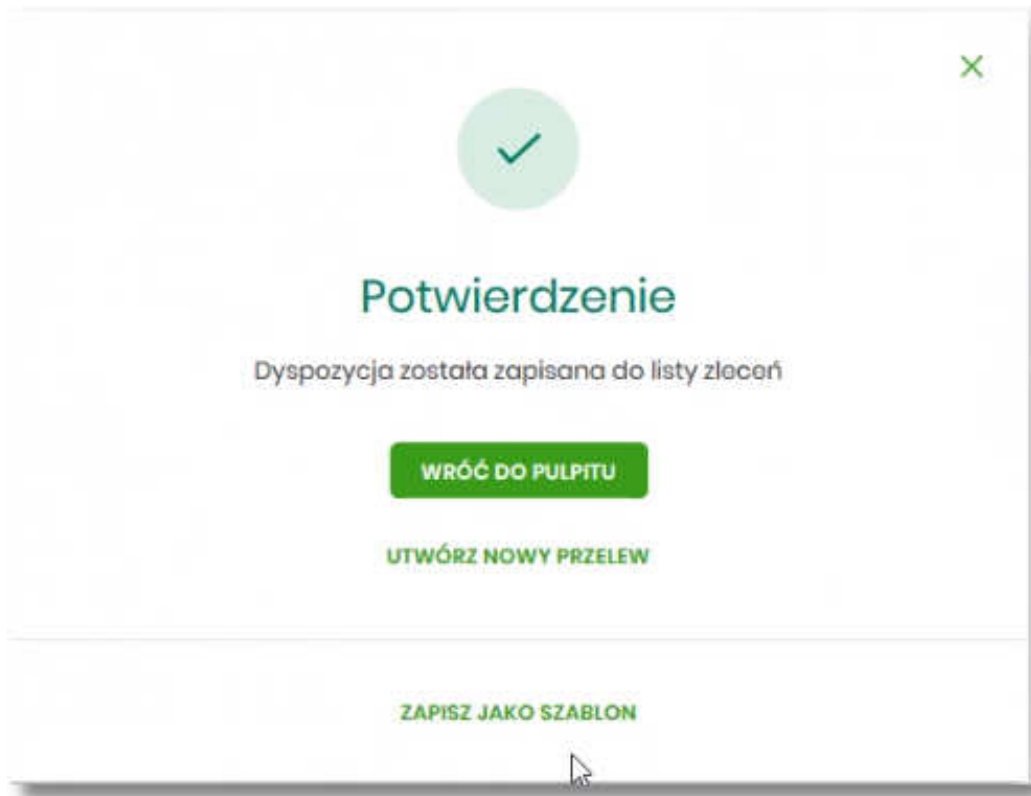 Potwierdzenie
Dyspozycja została zapisana do listy zleceń
WRÓĆ DO PULPITU
UTWÓRZ NOWY PRZELEW
ZAPISZ JAKO SZABLON